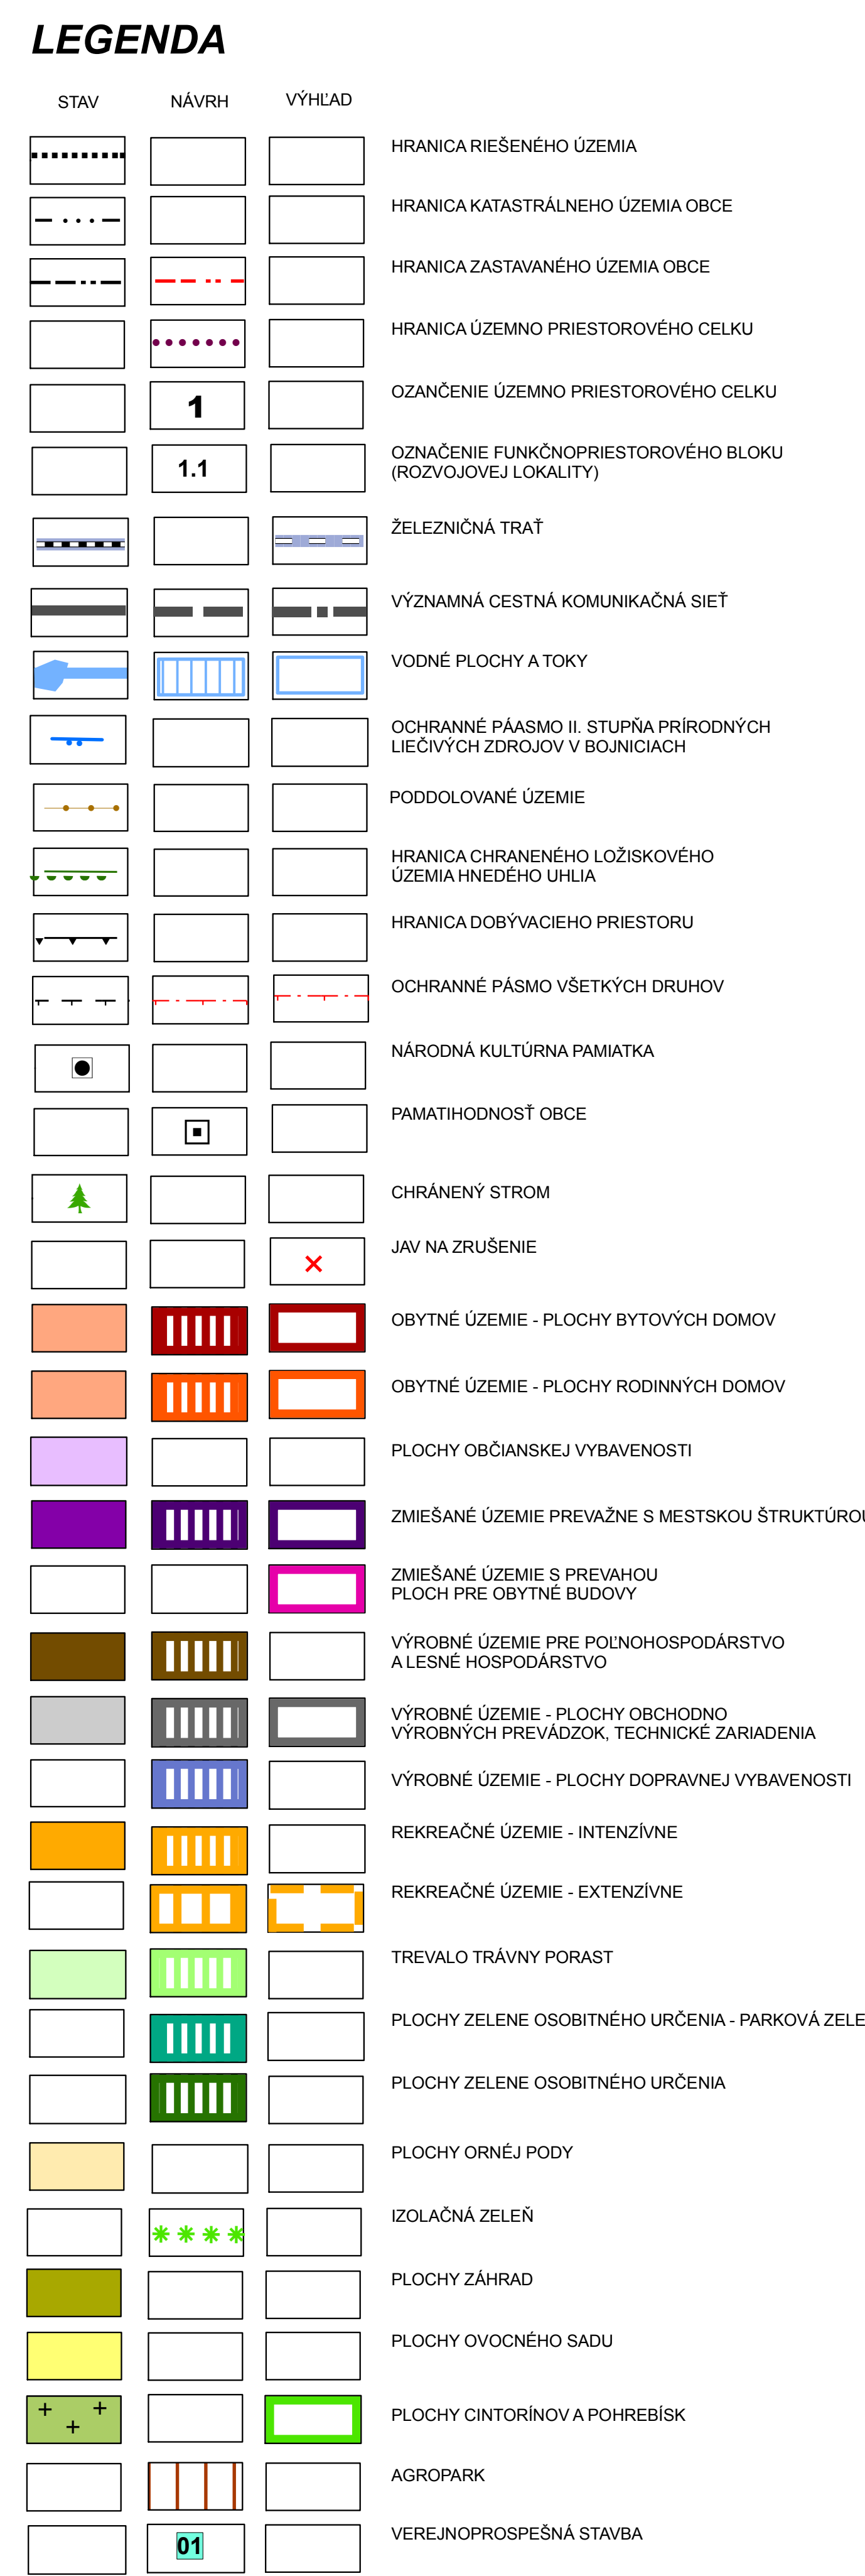 LEGENDA
STAV NÁVRH VÝHĽAD
HRANICA RIEŠENÉHO ÚZEMIA
HRANICA KATASTRÁLNEHO ÚZEMIA OBCE
HRANICA ZASTAVANÉHO ÚZEMIA OBCE
HRANICA ÚZEMNO PRIESTOROVÉHO CELKU
1 OZANČENIE ÚZEMNO PRIESTOROVÉHO CELKU
1.1 OZNAČENIE FUNKČNOPRIESTOROVÉHO BLOKU
(ROZVOJOVEJ LOKALITY)
ŽELEZNIČNÁ TRAŤ
VÝZNAMNÁ CESTNÁ KOMUNIKAČNÁ SIEŤ
VODNÉ PLOCHY A TOKY
OCHRANNÉ PÁASMO II. STUPŇA PRÍRODNÝCH
LIEČIVÝCH ZDROJOV V BOJNICIACH
PODDOLOVANÉ ÚZEMIE
HRANICA CHRANENÉHO LOŽISKOVÉHO
ÚZEMIA HNEDÉHO UHLIA
HRANICA DOBÝVACIEHO PRIESTORU
OCHRANNÉ PÁSMO VŠETKÝCH DRUHOV
NÁRODNÁ KULTÚRNA PAMIATKA
PAMATIHODNOSŤ OBCE
CHRÁNENÝ STROM
JAV NA ZRUŠENIE
OBYTNÉ ÚZEMIE - PLOCHY BYTOVÝCH DOMOV
OBYTNÉ ÚZEMIE - PLOCHY RODINNÝCH DOMOV
PLOCHY OBČIANSKEJ VYBAVENOSTI
ZMIEŠANÉ ÚZEMIE PREVAŽNE S MESTSKOU ŠTRUKTÚROU
ZMIEŠANÉ ÚZEMIE S PREVAHOU
PLOCH PRE OBYTNÉ BUDOVY
VÝROBNÉ ÚZEMIE PRE POĽNOHOSPODÁRSTVO
A LESNÉ HOSPODÁRSTVO
VÝROBNÉ ÚZEMIE - PLOCHY OBCHODNO
VÝROBNÝCH PREVÁDZOK, TECHNICKÉ ZARIADENIA
VÝROBNÉ ÚZEMIE - PLOCHY DOPRAVNEJ VYBAVENOSTI
REKREAČNÉ ÚZEMIE - INTENZÍVNE
REKREAČNÉ ÚZEMIE - EXTENZÍVNE
TREVALO TRÁVNY PORAST
PLOCHY ZELENE OSOBITNÉHO URČENIA - PARKOVÁ ZELE
PLOCHY ZELENE OSOBITNÉHO URČENIA
PLOCHY ORNÉJ PODY
IZOLAČNÁ ZELEŇ
PLOCHY ZÁHRAD
PLOCHY OVOCNÉHO SADU
PLOCHY CINTORÍNOV A POHREBÍSK
AGROPARK
01 VEREJNOPROSPEŠNÁ STAVBA